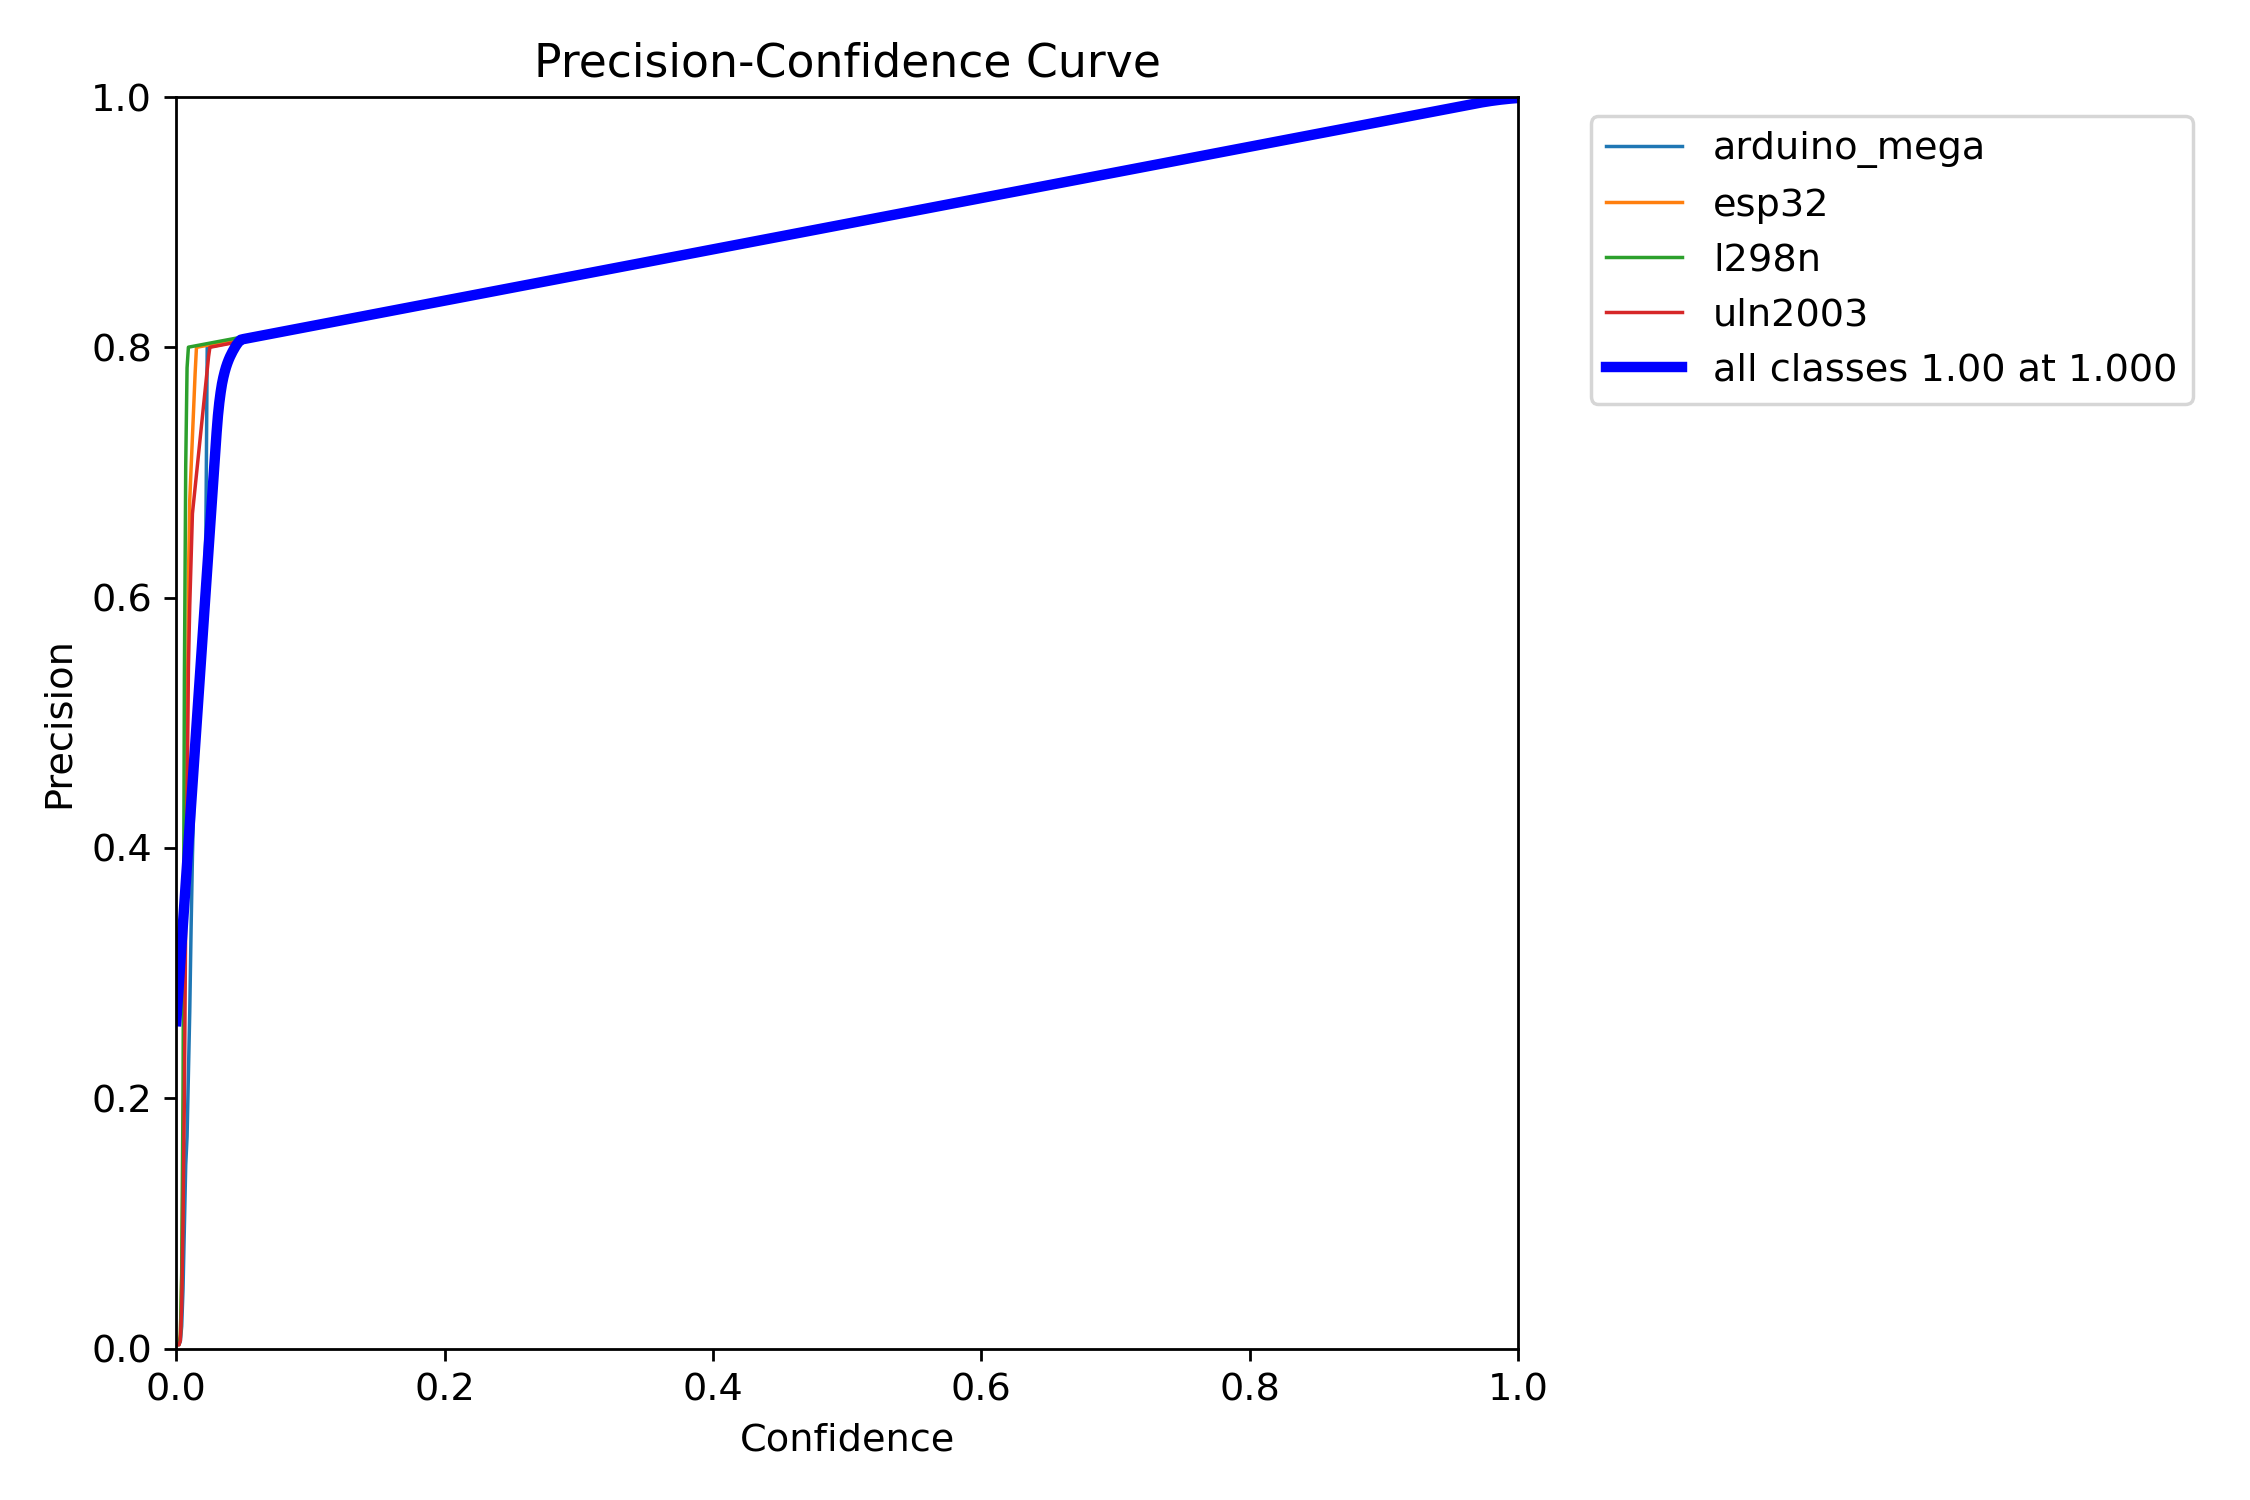 Precision-Confidence Curve
1.0
0.8
0.6
0.4
0.2
0.0
Precision
0.0 0.2 0.4 0.6 0.8 1.0
Confidence
arduino_mega
esp32
l298n
uln2003
all classes 1.00 at 1.000